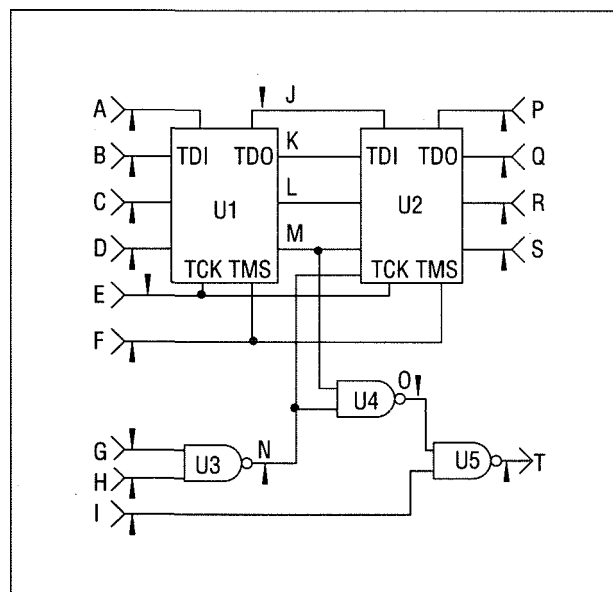 A J P
B TDI TDO K TDI TDO Q
C U1 L U2 R
D M S
TCK TMS TCK TMS
E
F
O
U4
G N U5 T
U3
H
I